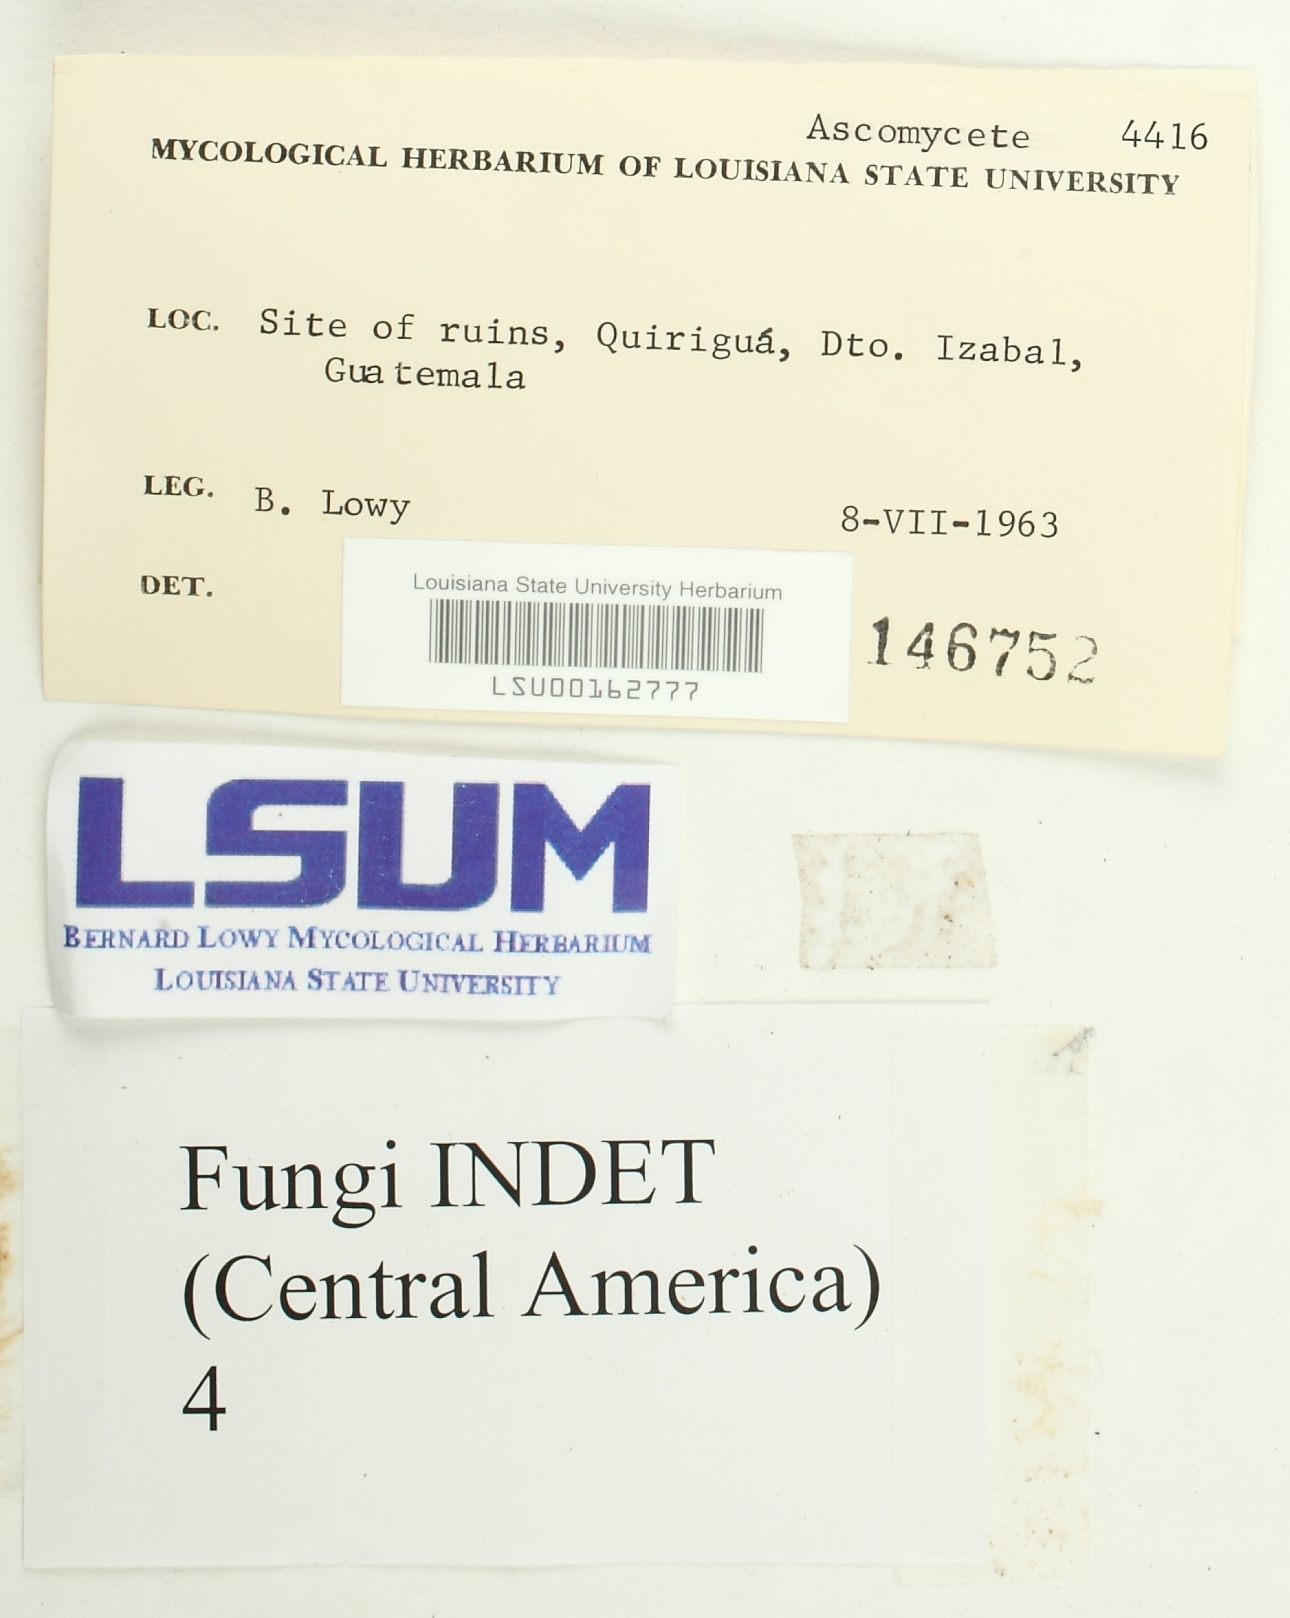 Ascomycete 4416
MYCOLOGICAL HERBARIUM OF LOUISIANA STATE UNIVERSITY
LOC. Site of ruins, Quiriguá, Dto. Izabal,
Guatemala
LEG. B. Lowy 8-VII-1963
DET.
Louisiana State University Herbarium
LSU00162777
146752
LSUM
BERNARD LOWY MYCOLOGICAL HERBARIUM
LOUISIANA STATE UNIVERSITY
Fungi INDET
(Central America)
4